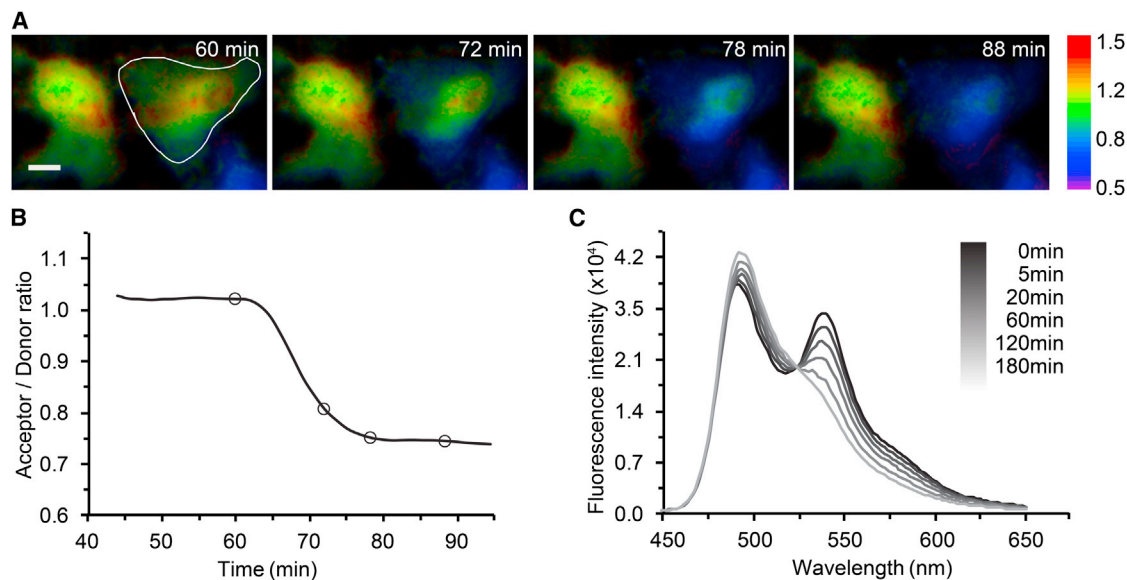 A
60 min
72 min
78 min
88 min
1.5
1.2
0.8
0.5
B
1.1
1.0
0.9
0.8
0.7
0.6
40
50
60
70
80
90
Acceptor / Donor ratio
Time (min)
C
4.2
3.5
2.1
1.4
0.7
0.0
450
500
550
600
650
Fluorescence intensity (x10⁴)
Wavelength (nm)
0min
5min
20min
60min
120min
180min